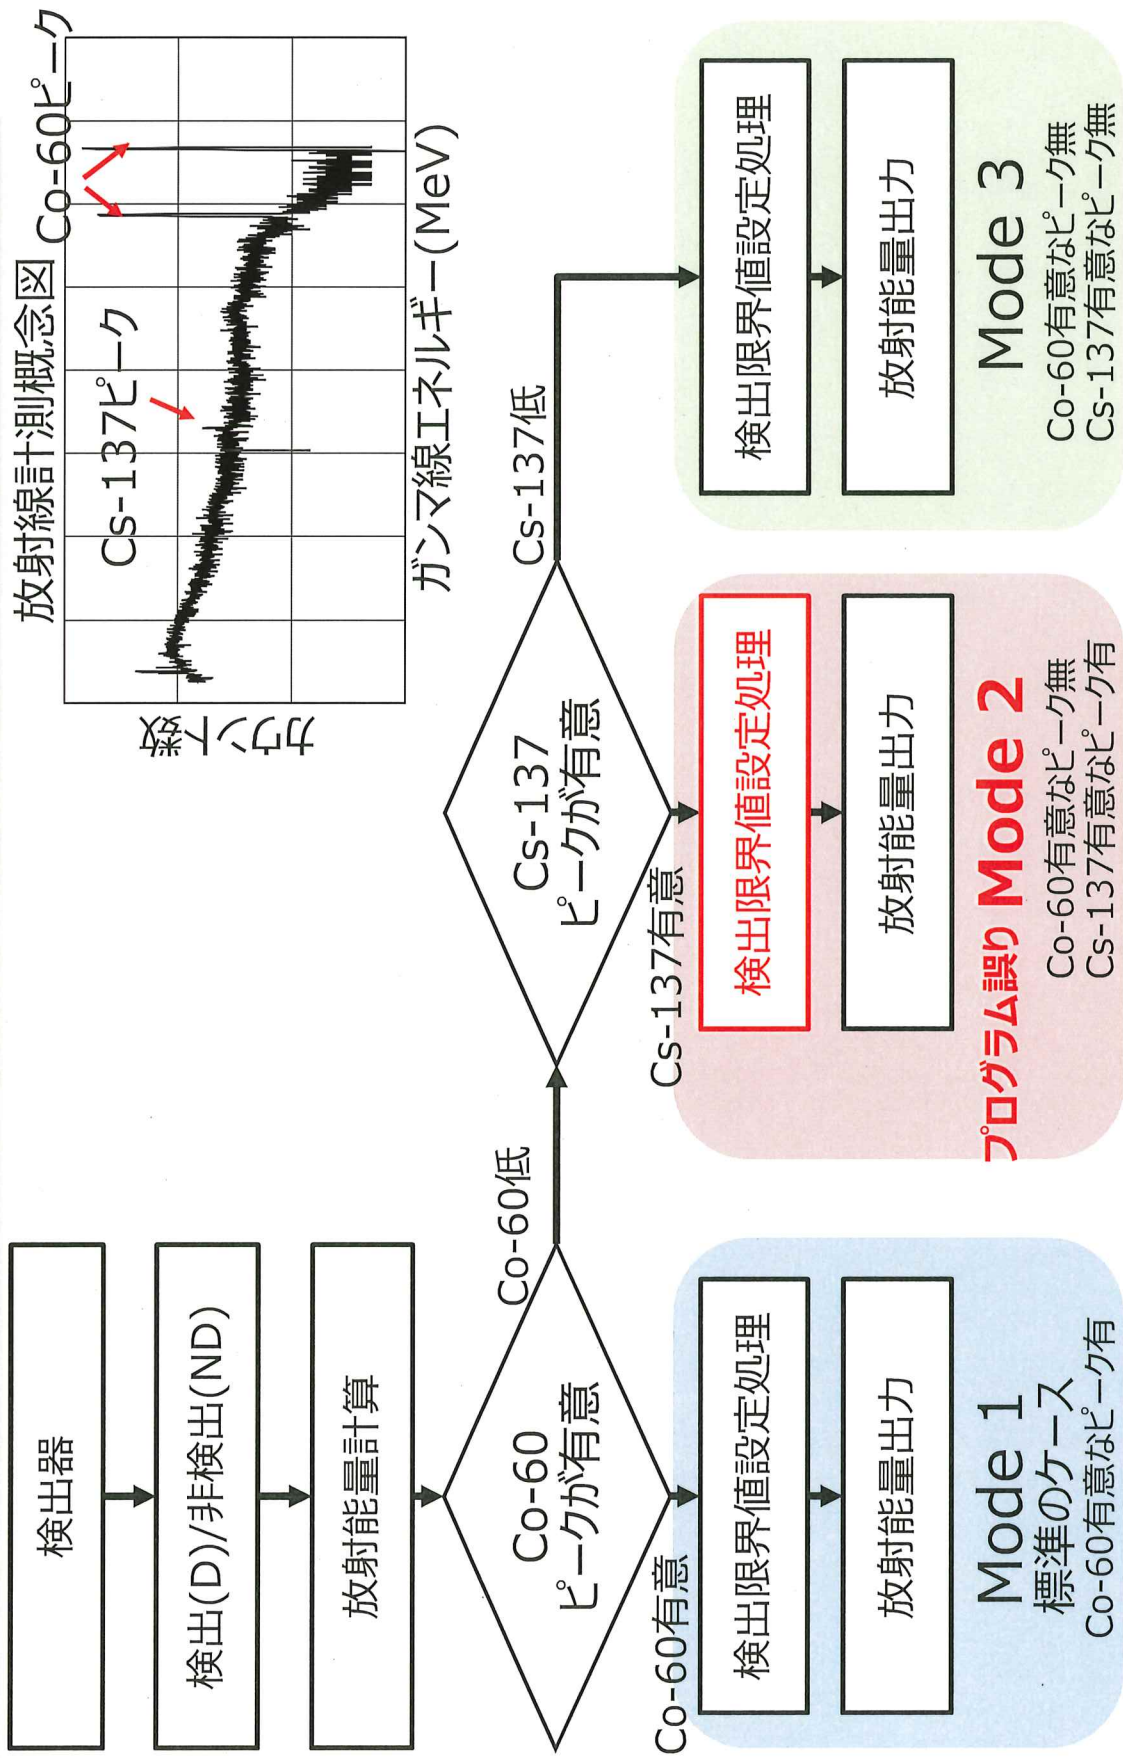 検出器
検出(D)/非検出(ND)
放射能量計算
Co-60
ピークが有意
Co-60低
Co-60有意
検出限界値設定処理
放射能量出力
Mode 1
標準のケース
Co-60有意なピーク有
Cs-137
ピークが有意
Cs-137有意
検出限界値設定処理
放射能量出力
プログラム誤り Mode 2
Co-60有意なピーク無
Cs-137有意なピーク有
Cs-137低
検出限界値設定処理
放射能量出力
Mode 3
Co-60有意なピーク無
Cs-137有意なピーク無
放射線計測概念図
Co-60ピーク
Cs-137ピーク
カウント数
ガンマ線エネルギー(MeV)